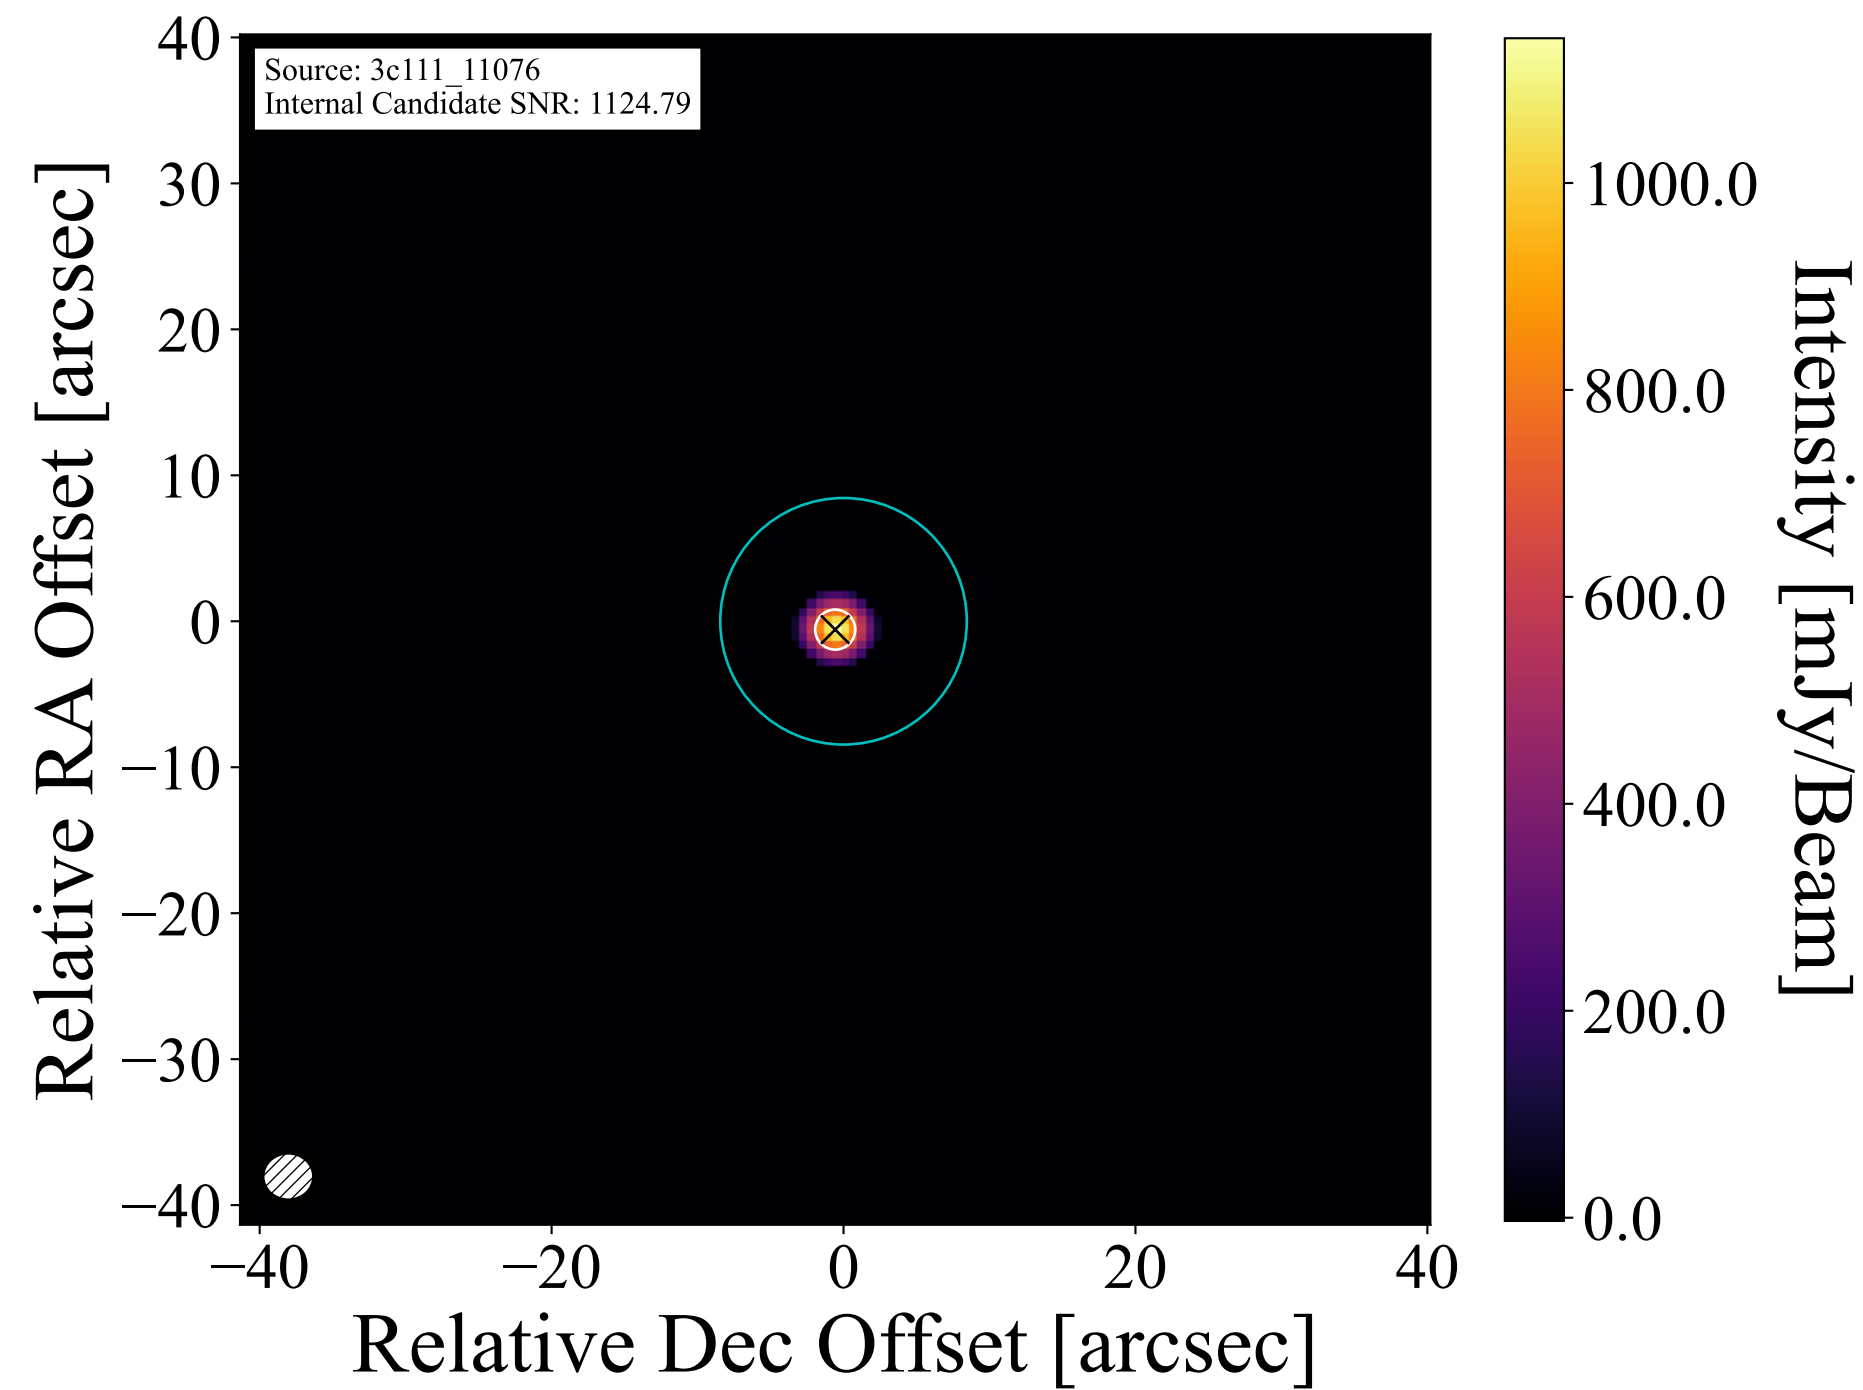 Source: 3c111_11076
Internal Candidate SNR: 1124.79
Relative RA Offset [arcsec]
40
30
20
10
0
−10
−20
−30
−40
−40 −20 0 20 40
Relative Dec Offset [arcsec]
1000.0
800.0
600.0
400.0
200.0
0.0
Intensity [mJy/Beam]